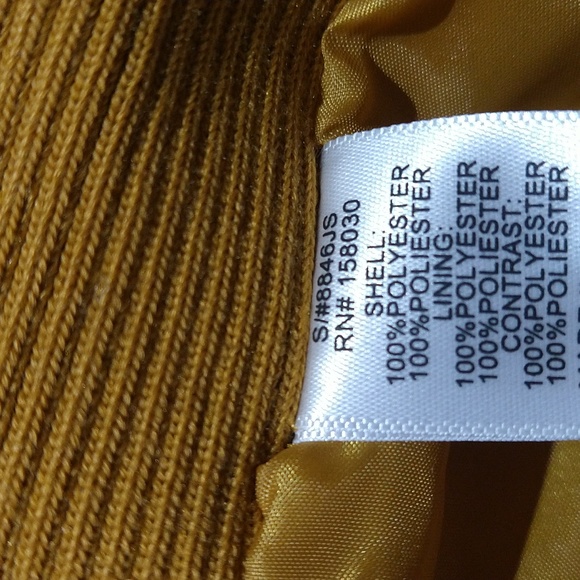 S/#8846JS
RN# 158030
SHELL:
100%POLYESTER
100%POLIESTER
LINING:
100%POLYESTER
100%POLIESTER
CONTRAST:
100%POLYESTER
100%POLIESTER